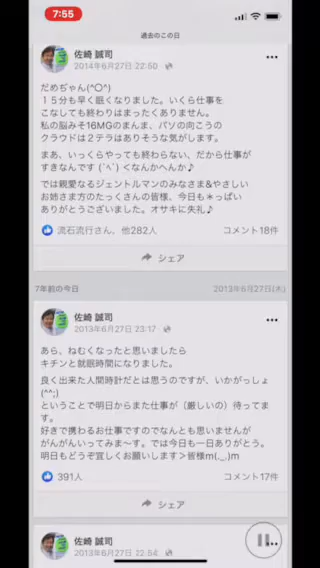 7:55
過去のこの日
佐崎 誠司
2014年6月27日 22:50
だめぢゃん(^○^)
１５分も早く眠くなりました。いくら仕事を
こなしても終わりはまったくありません。
私の脳みそ16MGのまんま、パソの向こうの
クラウドは２テラはありそうな気がします。
まあ、いっくらやっても終わらない、だから仕事が
すきなんです (｀ヘ´) ＜なんかへんか♪
では親愛なるジェントルマンのみなさま&やさしい
お姉さま方のたっくさんの皆様、今日も＊っぱい
ありがとうございました。オサキに失礼♪
流石流行さん、他282人
コメント18件
シェア
7年前の今日
2013年6月27日(木)
佐崎 誠司
2013年6月27日 23:17
あら、ねむくなったと思いましたら
キチンと就眠時間になりました。
良く出来た人間時計だとは思うのですが、いかがっしょ
(^^;)
ということで明日からまた仕事が（厳しいの）待ってま
す。
好きで携わるお仕事ですのでなんとも思いませんが
がんがんいってみま〜す。では今日も一日ありがとう。
明日もどうぞ宜しくお願いします＞皆様m(._.)m
391人
コメント17件
シェア
佐崎 誠司
2013年6月27日 22:54